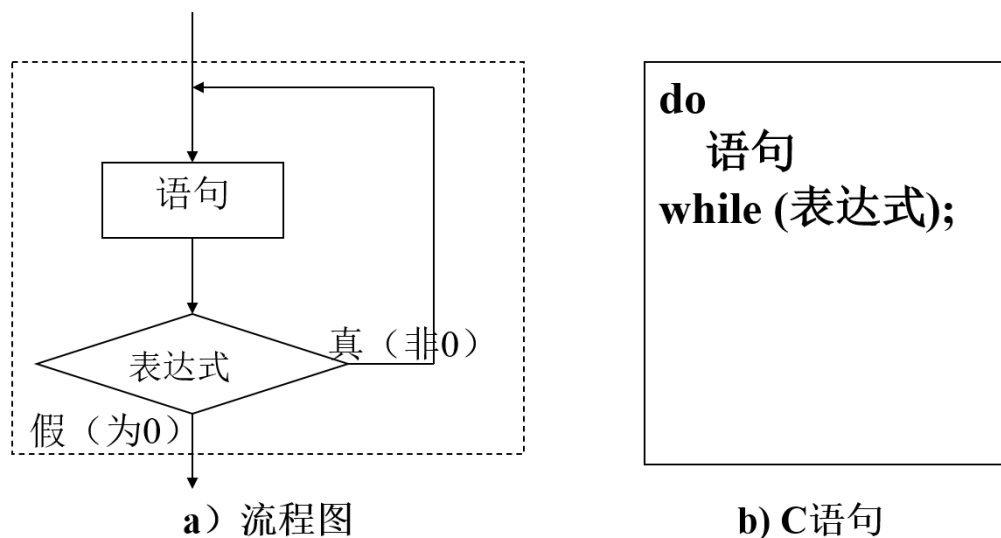 语句
表达式
真（非0）
假（为0）
a）流程图
do
语句
while (表达式);
b) C语句